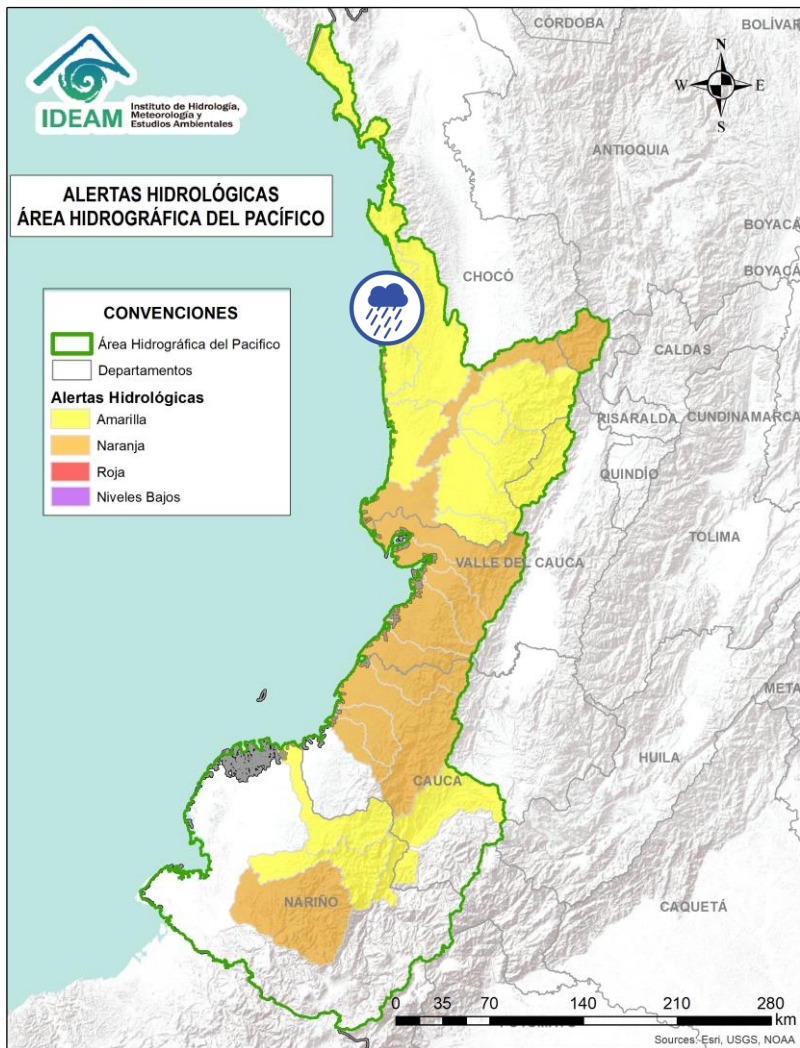 CÓRDOBA
BOLÍVAR
N
W E
S
IDEAM
Instituto de Hidrología,
Meteorología y
Estudios Ambientales
ANTIOQUIA
ALERTAS HIDROLÓGICAS
ÁREA HIDROGRÁFICA DEL PACÍFICO
BOYACÁ
BOYACÁ
CHOCÓ
CONVENCIONES
Área Hidrográfica del Pacifico
Departamentos
Alertas Hidrológicas
Amarilla
Naranja
Roja
Niveles Bajos
CALDAS
RISARALDA
CUNDINAMARCA
QUINDÍO
TOLIMA
VALLE DEL CAUCA
META
HUILA
CAUCA
NARIÑO
CAQUETÁ
0 35 70 140 210 280
km
Sources: Esri, USGS, NOAA